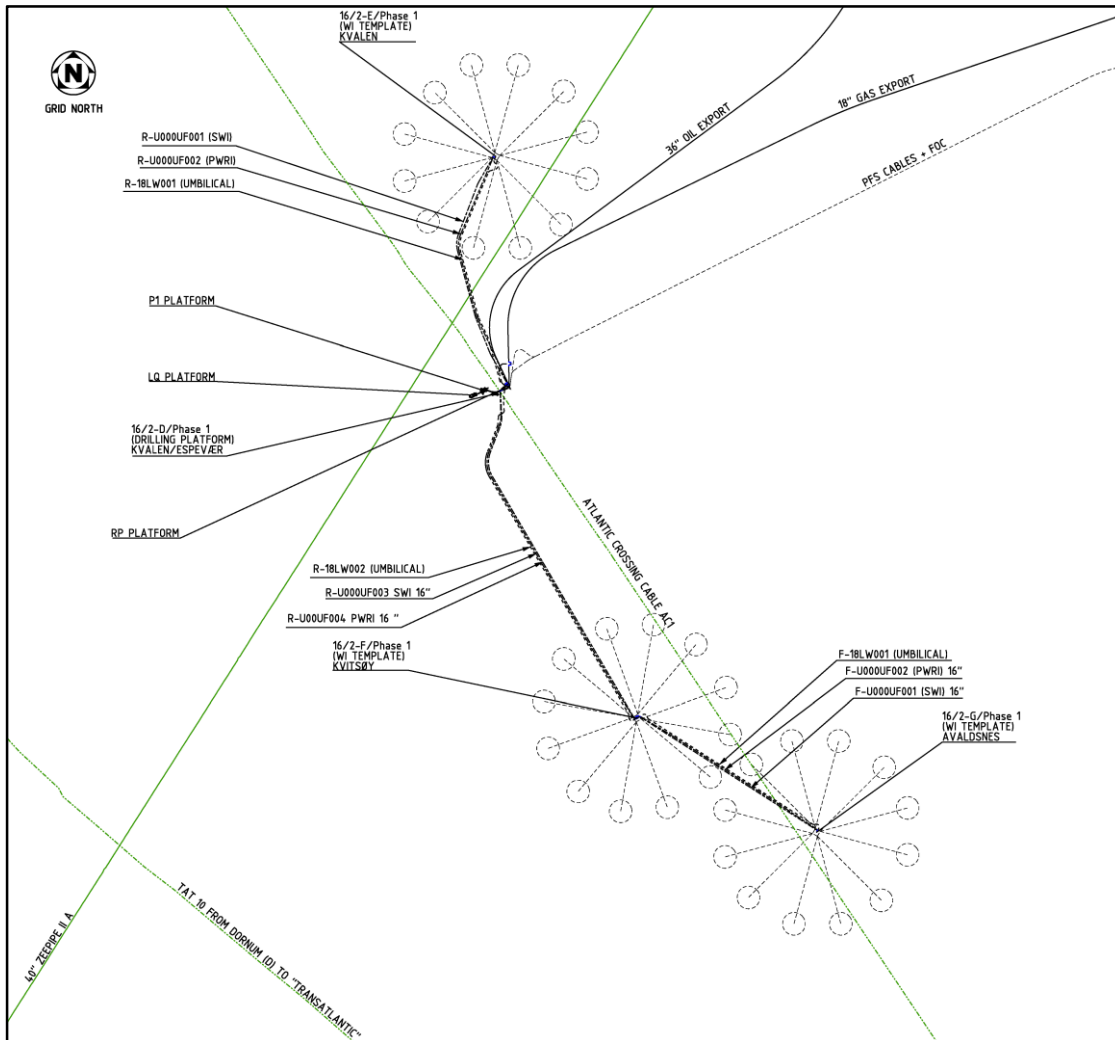 16/2-E/Phase 1
(WI TEMPLATE)
KVALEN
N
GRID NORTH
R-U000UF001 (SWI)
R-U000UF002 (PWRI)
R-18LW001 (UMBILICAL)
36" OIL EXPORT
18" GAS EXPORT
PFS CABLES + FOC
P1 PLATFORM
LQ PLATFORM
16/2-D/Phase 1
(DRILLING PLATFORM)
KVALEN/ESPEVÆR
RP PLATFORM
ATLANTIC CROSSING CABLE AC1
R-18LW002 (UMBILICAL)
R-U000UF003 SWI 16"
R-U00UF004 PWRI 16 "
16/2-F/Phase 1
(WI TEMPLATE)
KVITSØY
F-18LW001 (UMBILICAL)
F-U000UF002 (PWRI) 16"
F-U000UF001 (SWI) 16"
16/2-G/Phase 1
(WI TEMPLATE)
AVALDSNES
40" ZEEPIPE II A
TAT 10 FROM DORNUM (D) TO "TRANSATLANTIC"